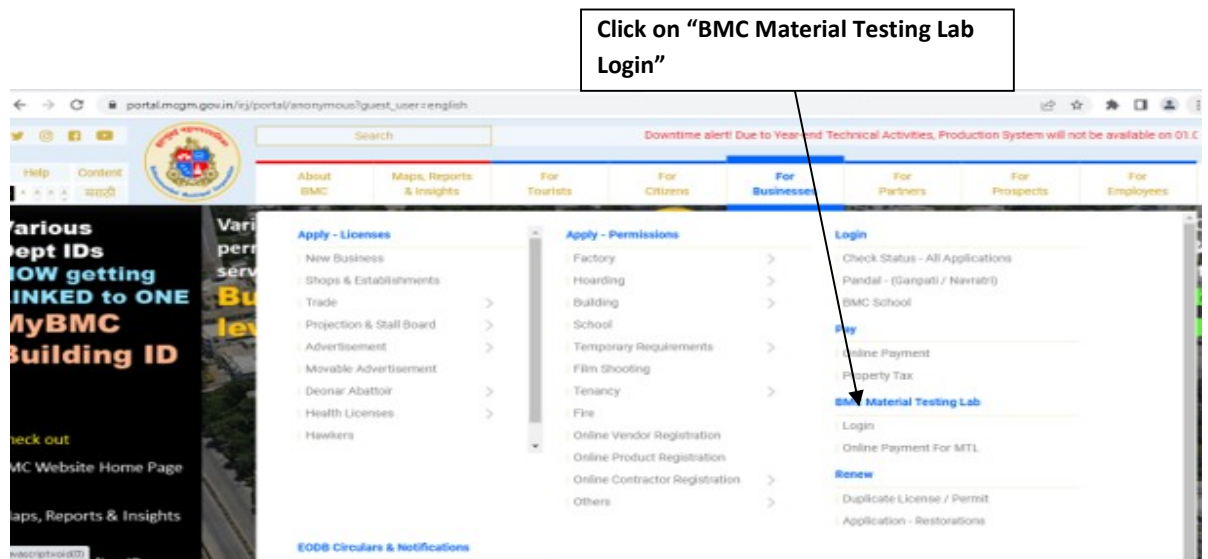 Click on “BMC Material Testing Lab
Login”
portal.mcgm.gov.in/irj/portal/anonymous?guest_user=english
Search
Downtime alert! Due to Year-end Technical Activities, Production System will not be available on 01.
Help
Content
मराठी
About
BMC
Maps, Reports
& Insights
For
Tourists
For
Citizens
For
Businesses
For
Partners
For
Prospects
For
Employees
arious
ept IDs
OW getting
INKED to ONE
MyBMC
Building ID
heck out
MC Website Home Page
aps, Reports & Insights
Vari
perr
serv
Bu
lev
Apply - Licenses
New Business
Shops & Establishments
Trade
Projection & Stall Board
Advertisement
Movable Advertisement
Deonar Abattoir
Health Licenses
Hawkers
EODB Circulars & Notifications
Apply - Permissions
Factory
Hoarding
Building
School
Temporary Requirements
Film Shooting
Tenancy
Fire
Online Vendor Registration
Online Product Registration
Online Contractor Registration
Others
Login
Check Status - All Applications
Pandal - (Ganpati / Navratri)
BMC School
Pay
Online Payment
Property Tax
BMC Material Testing Lab
Login
Online Payment For MTL
Renew
Duplicate License / Permit
Application - Restorations